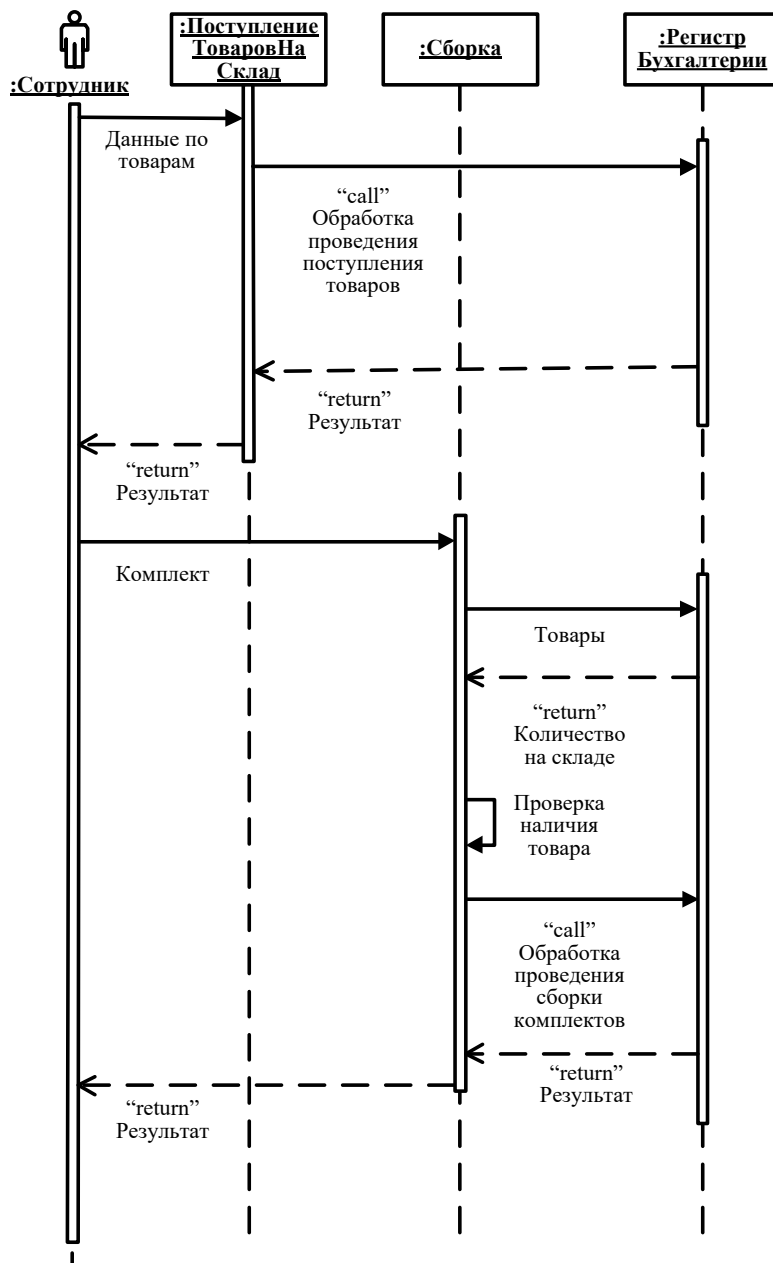 :Сотрудник
:Поступление
ТоваровНа
Склад
:Сборка
:Регистр
Бухгалтерии
Данные по
товарам
“call”
Обработка
проведения
поступления
товаров
“return”
Результат
“return”
Результат
Комплект
Товары
“return”
Количество
на складе
Проверка
наличия
товара
“call”
Обработка
проведения
сборки
комплектов
“return”
Результат
“return”
Результат